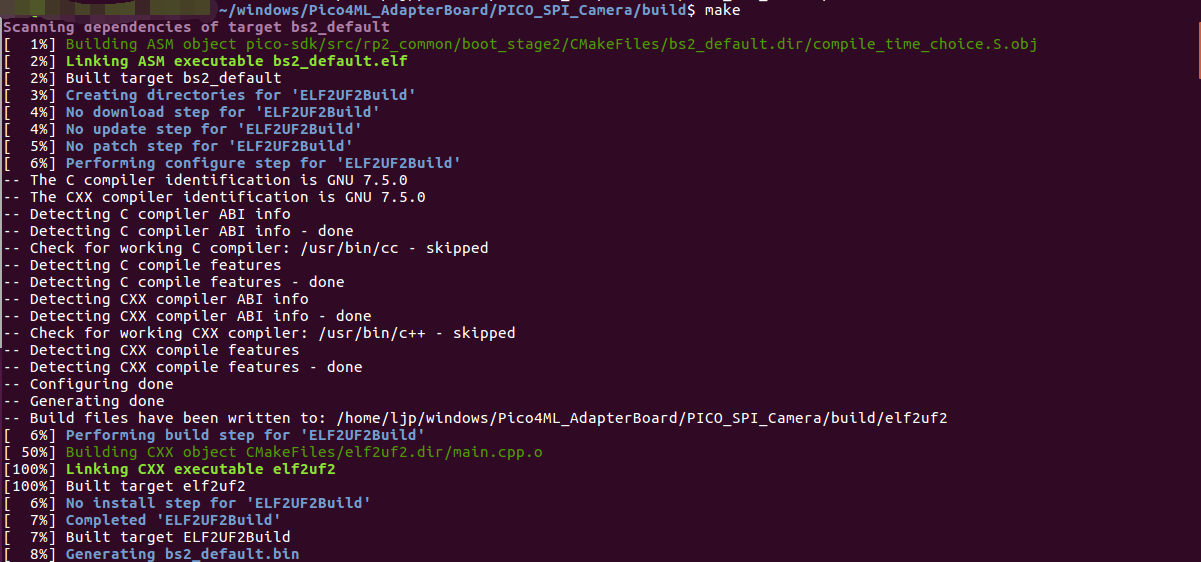 ~/windows/Pico4ML_AdapterBoard/PICO_SPI_Camera/build$ make
Scanning dependencies of target bs2_default
[  1%] Building ASM object pico-sdk/src/rp2_common/boot_stage2/CMakeFiles/bs2_default.dir/compile_time_choice.S.obj
[  2%] Linking ASM executable bs2_default.elf
[  2%] Built target bs2_default
[  3%] Creating directories for 'ELF2UF2Build'
[  4%] No download step for 'ELF2UF2Build'
[  4%] No update step for 'ELF2UF2Build'
[  5%] No patch step for 'ELF2UF2Build'
[  6%] Performing configure step for 'ELF2UF2Build'
-- The C compiler identification is GNU 7.5.0
-- The CXX compiler identification is GNU 7.5.0
-- Detecting C compiler ABI info
-- Detecting C compiler ABI info - done
-- Check for working C compiler: /usr/bin/cc - skipped
-- Detecting C compile features
-- Detecting C compile features - done
-- Detecting CXX compiler ABI info
-- Detecting CXX compiler ABI info - done
-- Check for working CXX compiler: /usr/bin/c++ - skipped
-- Detecting CXX compile features
-- Detecting CXX compile features - done
-- Configuring done
-- Generating done
-- Build files have been written to: /home/ljp/windows/Pico4ML_AdapterBoard/PICO_SPI_Camera/build/elf2uf2
[  6%] Performing build step for 'ELF2UF2Build'
[ 50%] Building CXX object CMakeFiles/elf2uf2.dir/main.cpp.o
[100%] Linking CXX executable elf2uf2
[100%] Built target elf2uf2
[  6%] No install step for 'ELF2UF2Build'
[  7%] Completed 'ELF2UF2Build'
[  7%] Built target ELF2UF2Build
[  8%] Generating bs2_default.bin